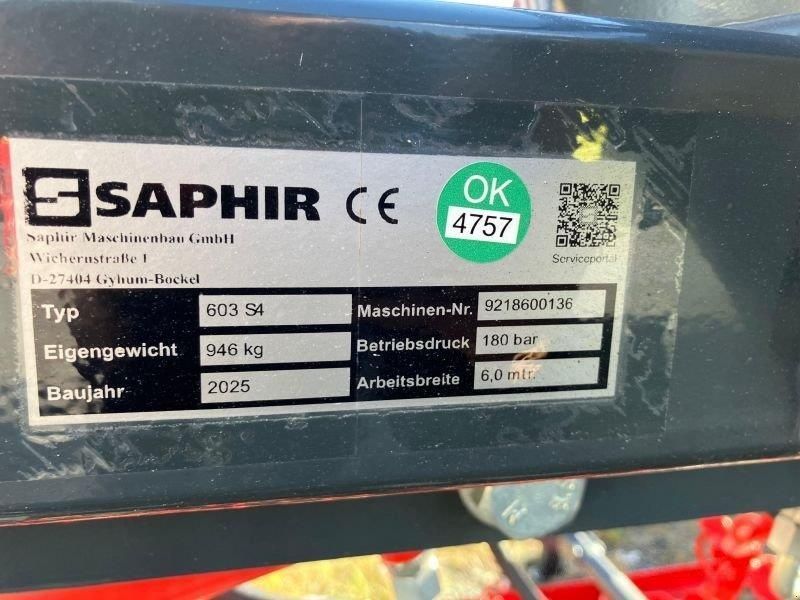 SAPHIR CE
OK
4757
Saphir Maschinenbau GmbH
Wichernstraße 1
D-27404 Gyhum-Bockel
Serviceportal
Typ 603 S4 Maschinen-Nr. 9218600136
Eigengewicht 946 kg Betriebsdruck 180 bar
Baujahr 2025 Arbeitsbreite 6,0 mtr.